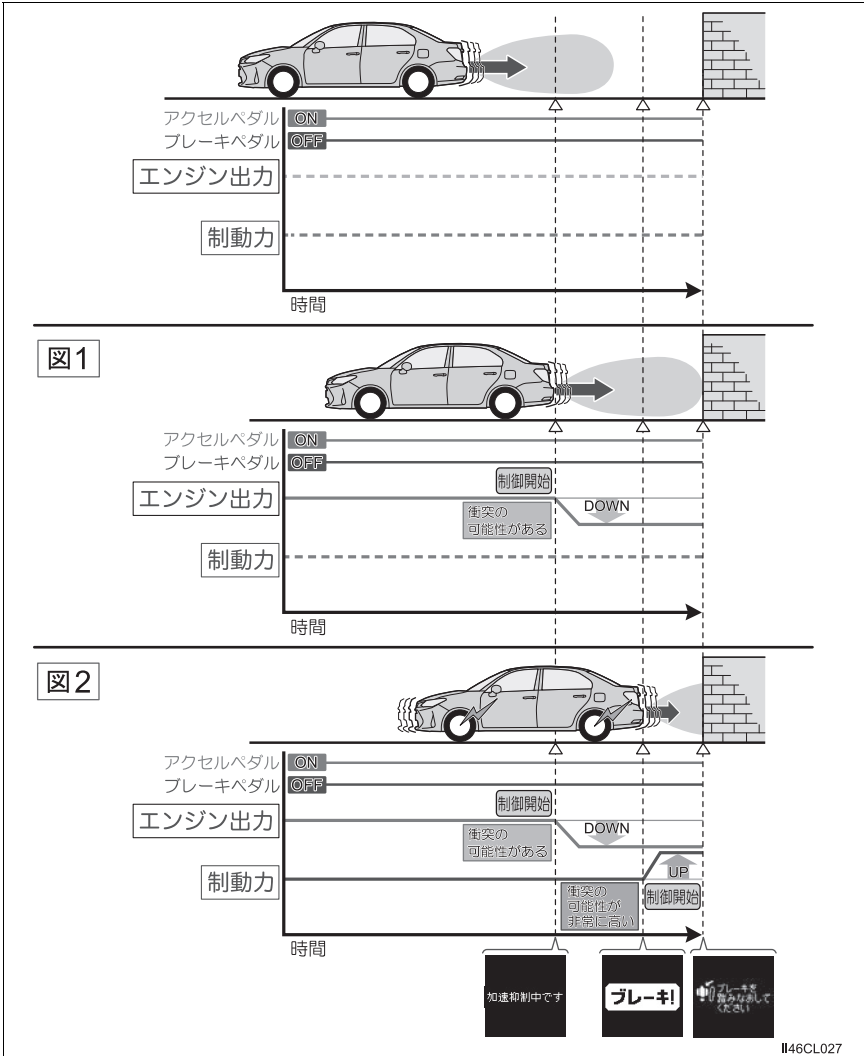 アクセルペダル ON
ブレーキペダル OFF
エンジン出力
制動力
時間
図1
アクセルペダル ON
ブレーキペダル OFF
制御開始
エンジン出力
DOWN
衝突の
可能性がある
制動力
時間
図2
アクセルペダル ON
ブレーキペダル OFF
制御開始
エンジン出力
DOWN
衝突の
可能性がある
UP
制動力
制御開始
衝突の
可能性が
非常に高い
時間
加速抑制中です
ブレーキ!
ブレーキを
踏みなおして
ください
46CL027